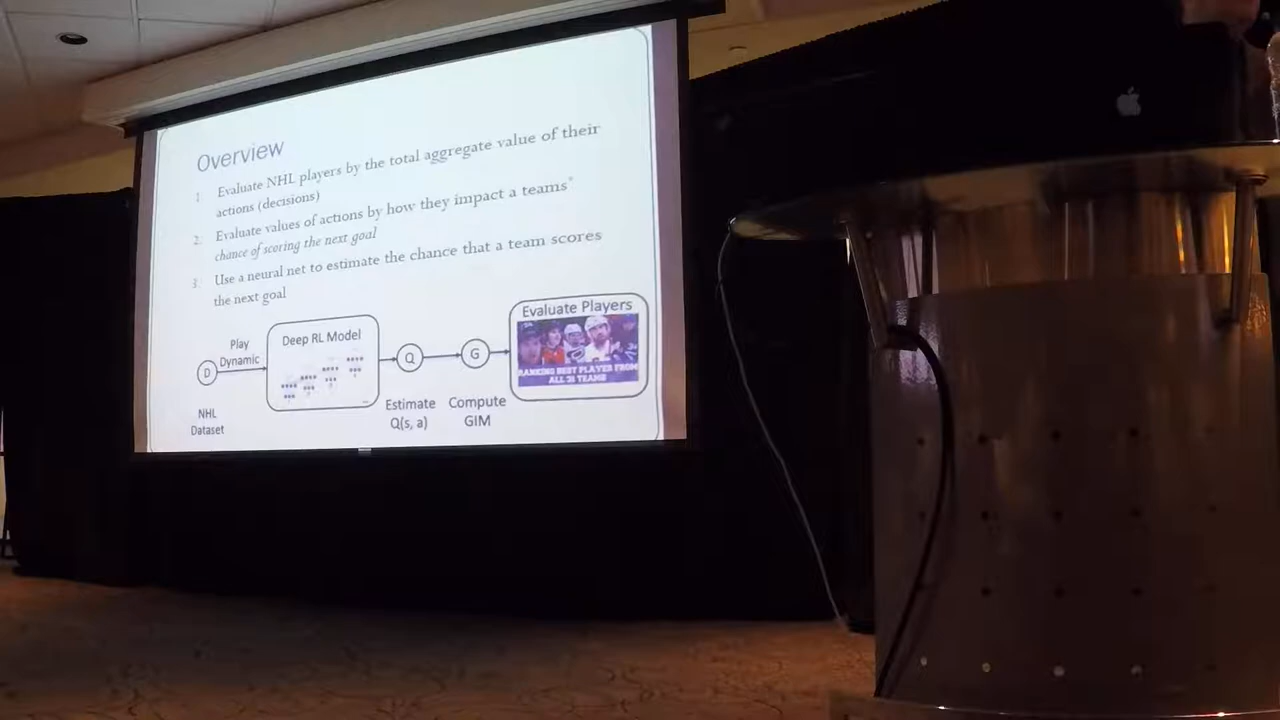 Overview
1. Evaluate NHL players by the total aggregate value of their
actions (decisions)
2. Evaluate values of actions by how they impact a teams'
chance of scoring the next goal
3. Use a neural net to estimate the chance that a team scores
the next goal
D
Play
Dynamic
Deep RL Model
Q
G
Evaluate Players
RANKING BEST PLAYER FROM
ALL 31 TEAMS
NHL
Dataset
Estimate
Q(s, a)
Compute
GIM